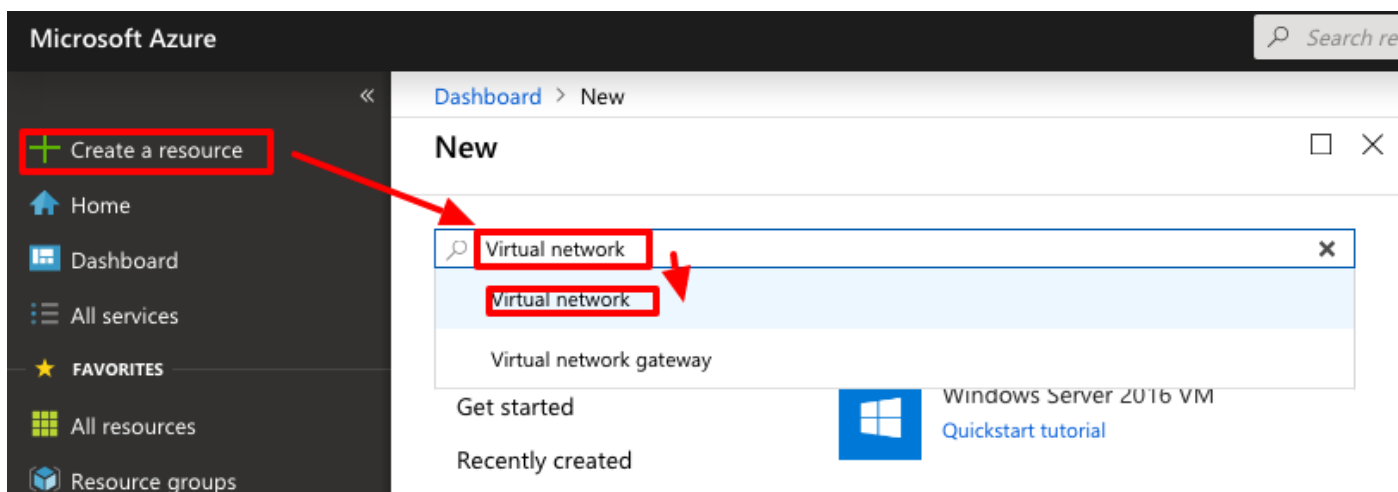 Microsoft Azure
Search re
«
Dashboard > New
Create a resource
New
Home
Dashboard
All services
FAVORITES
All resources
Resource groups
Virtual network
Virtual network
Virtual network gateway
Get started
Recently created
Windows Server 2016 VM
Quickstart tutorial